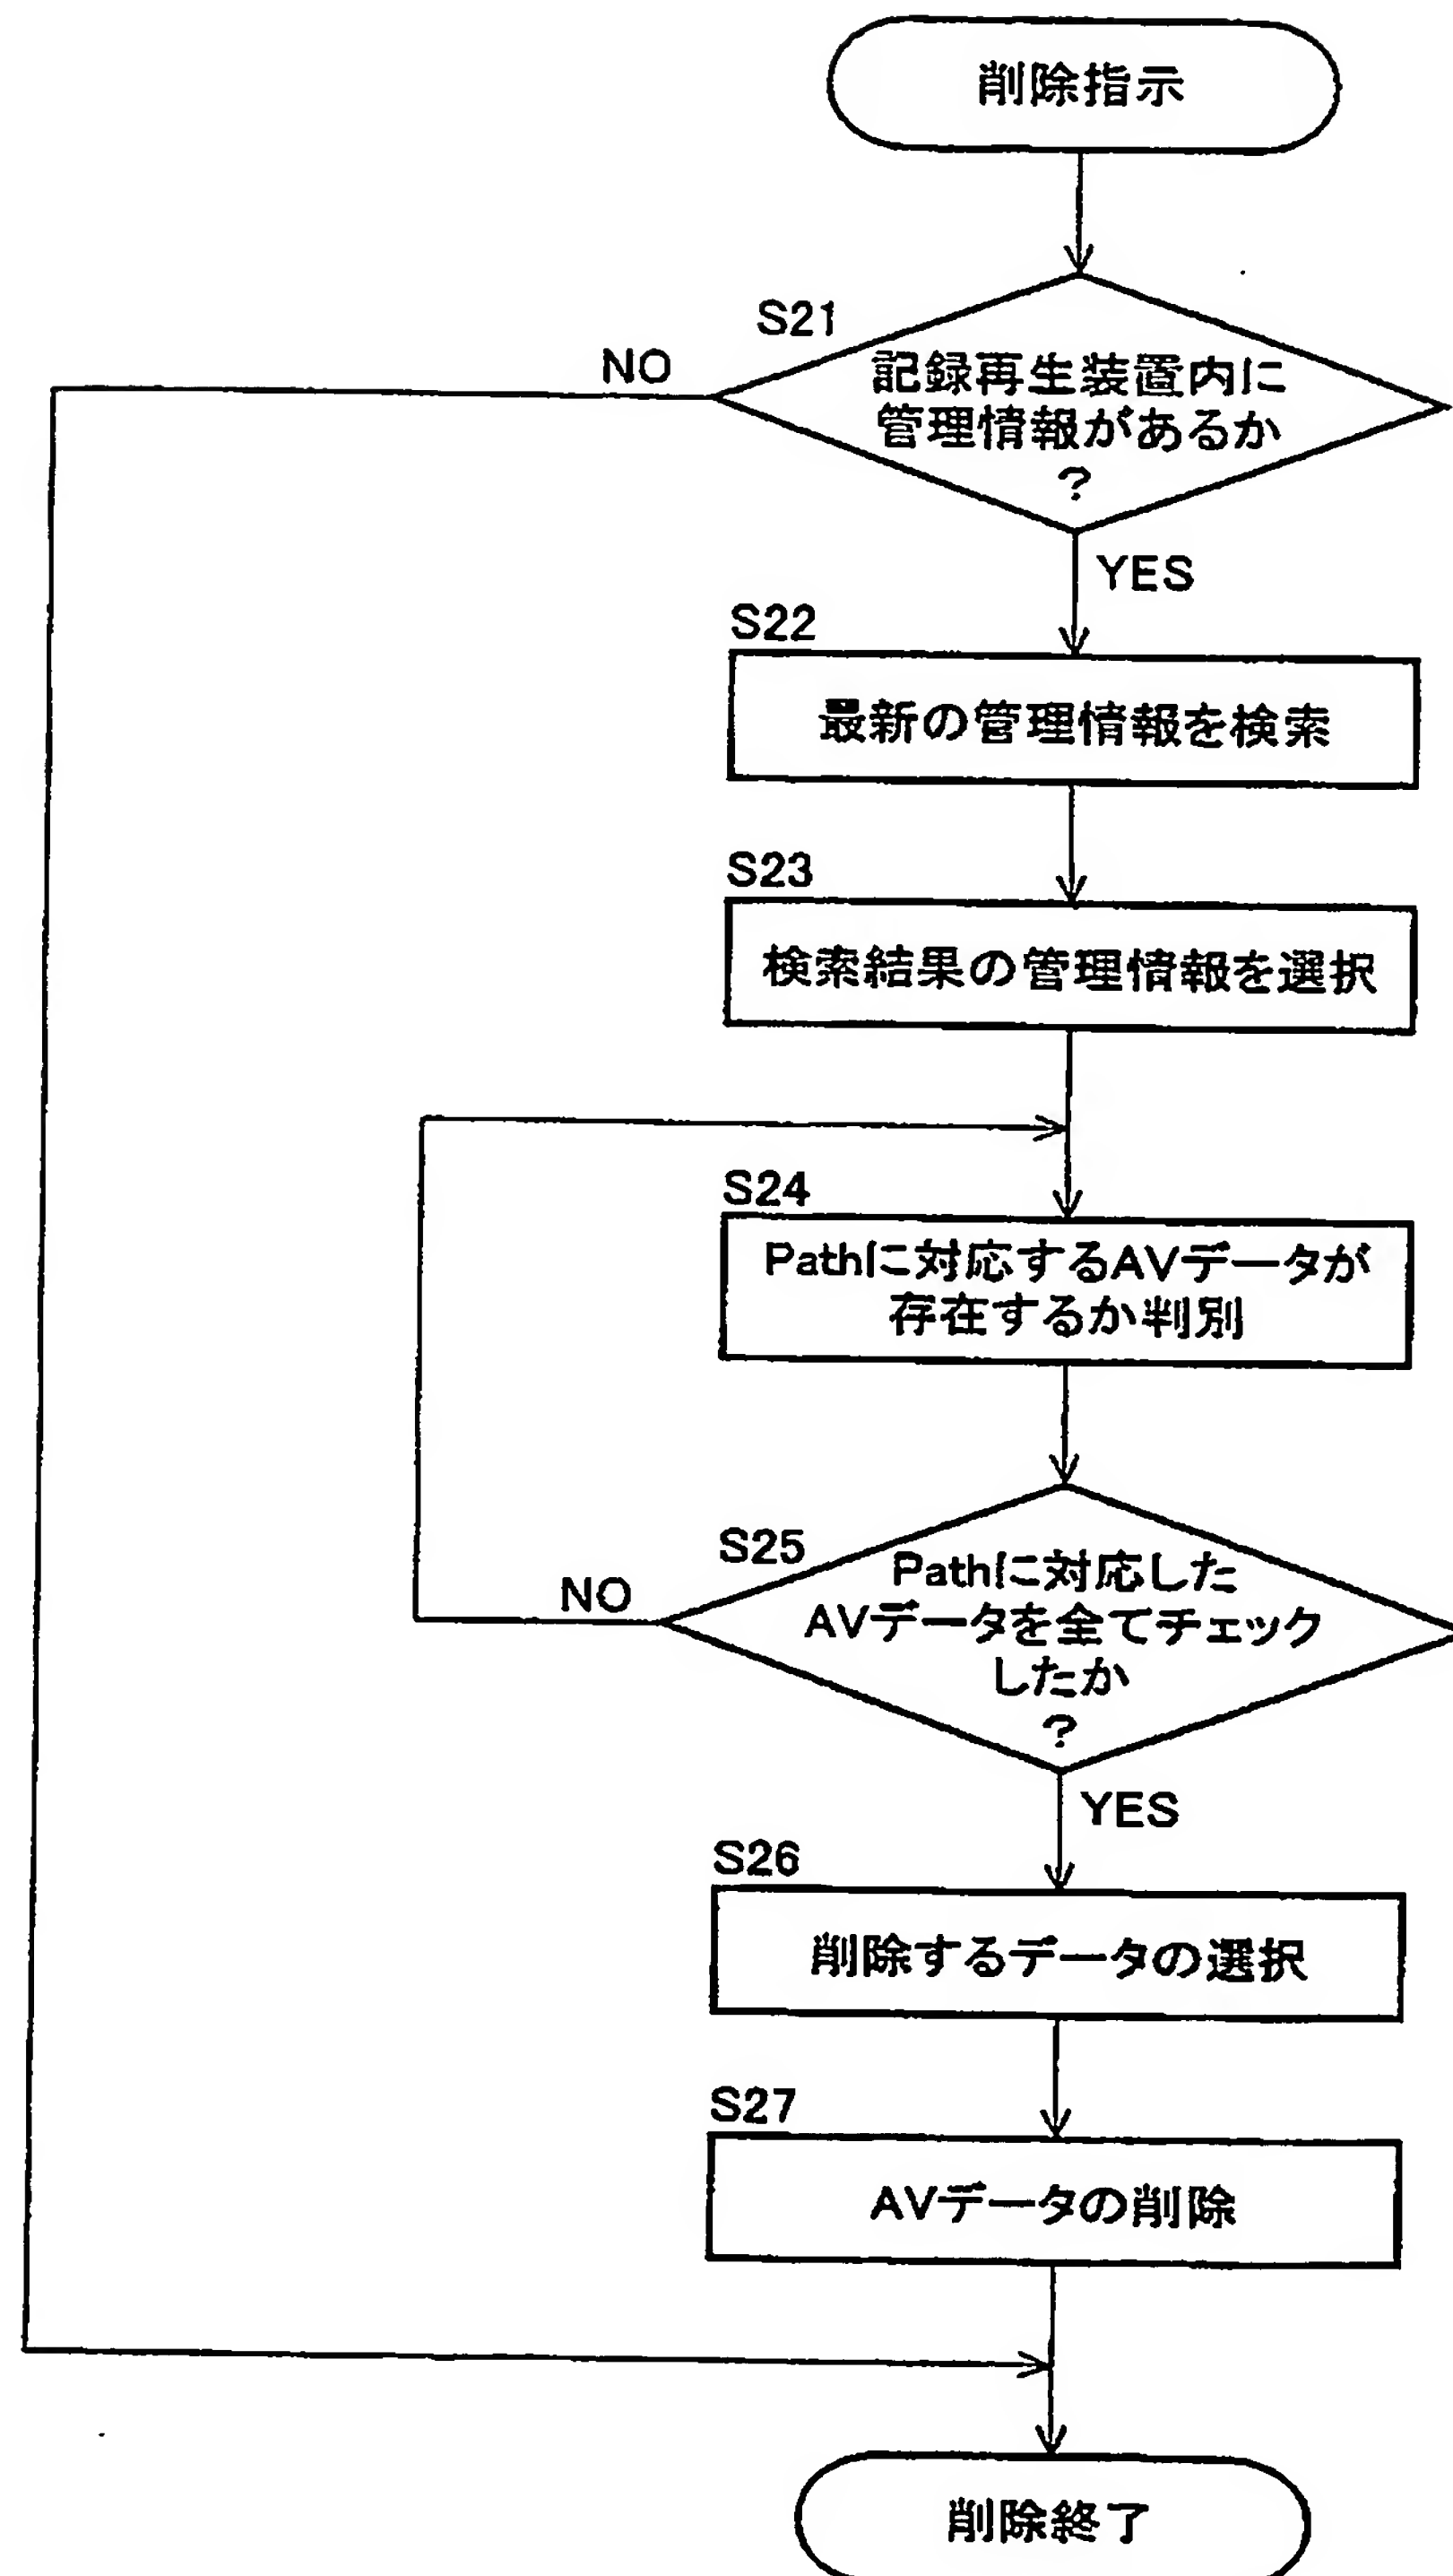 削除指示
S21
NO
記録再生装置内に
管理情報があるか
?
YES
S22
最新の管理情報を検索
S23
検索結果の管理情報を選択
S24
Pathに対応するAVデータが
存在するか判別
S25
NO
Pathに対応した
AVデータを全てチェック
したか
?
YES
S26
削除するデータの選択
S27
AVデータの削除
削除終了